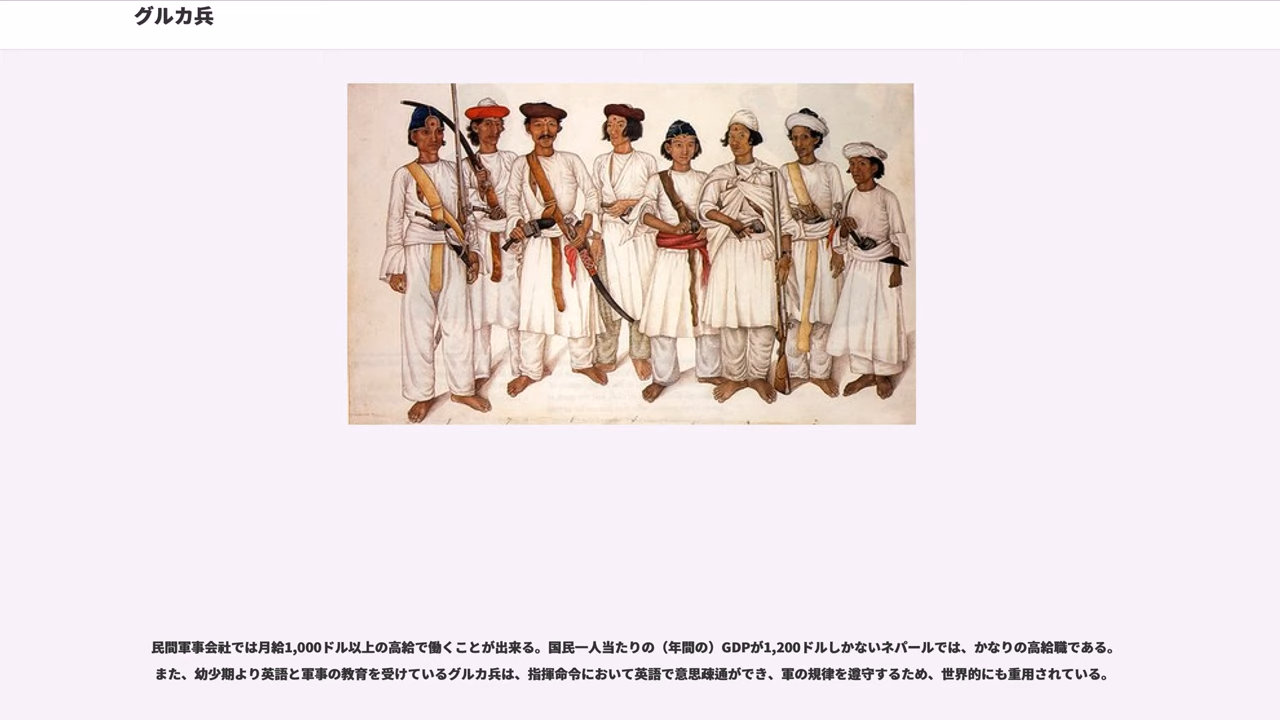 グルカ兵
民間軍事会社では月給1,000ドル以上の高給で働くことが出来る。国民一人当たりの（年間の）GDPが1,200ドルしかないネパールでは、かなりの高給職である。
また、幼少期より英語と軍事の教育を受けているグルカ兵は、指揮命令において英語で意思疎通ができ、軍の規律を遵守するため、世界的にも重用されている。